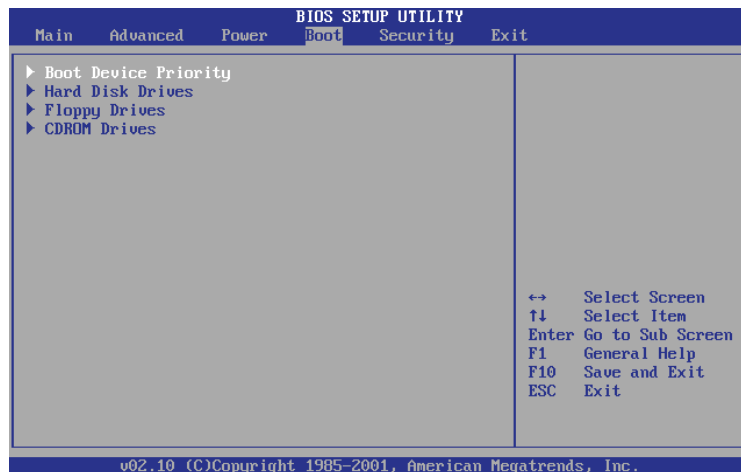 BIOS SETUP UTILITY
Main Advanced Power Boot Security Exit
Boot Device Priority
Hard Disk Drives
Floppy Drives
CDROM Drives
↔ Select Screen
↑↓ Select Item
Enter Go to Sub Screen
F1 General Help
F10 Save and Exit
ESC Exit
v02.10 (C)Copyright 1985-2001, American Megatrends, Inc.